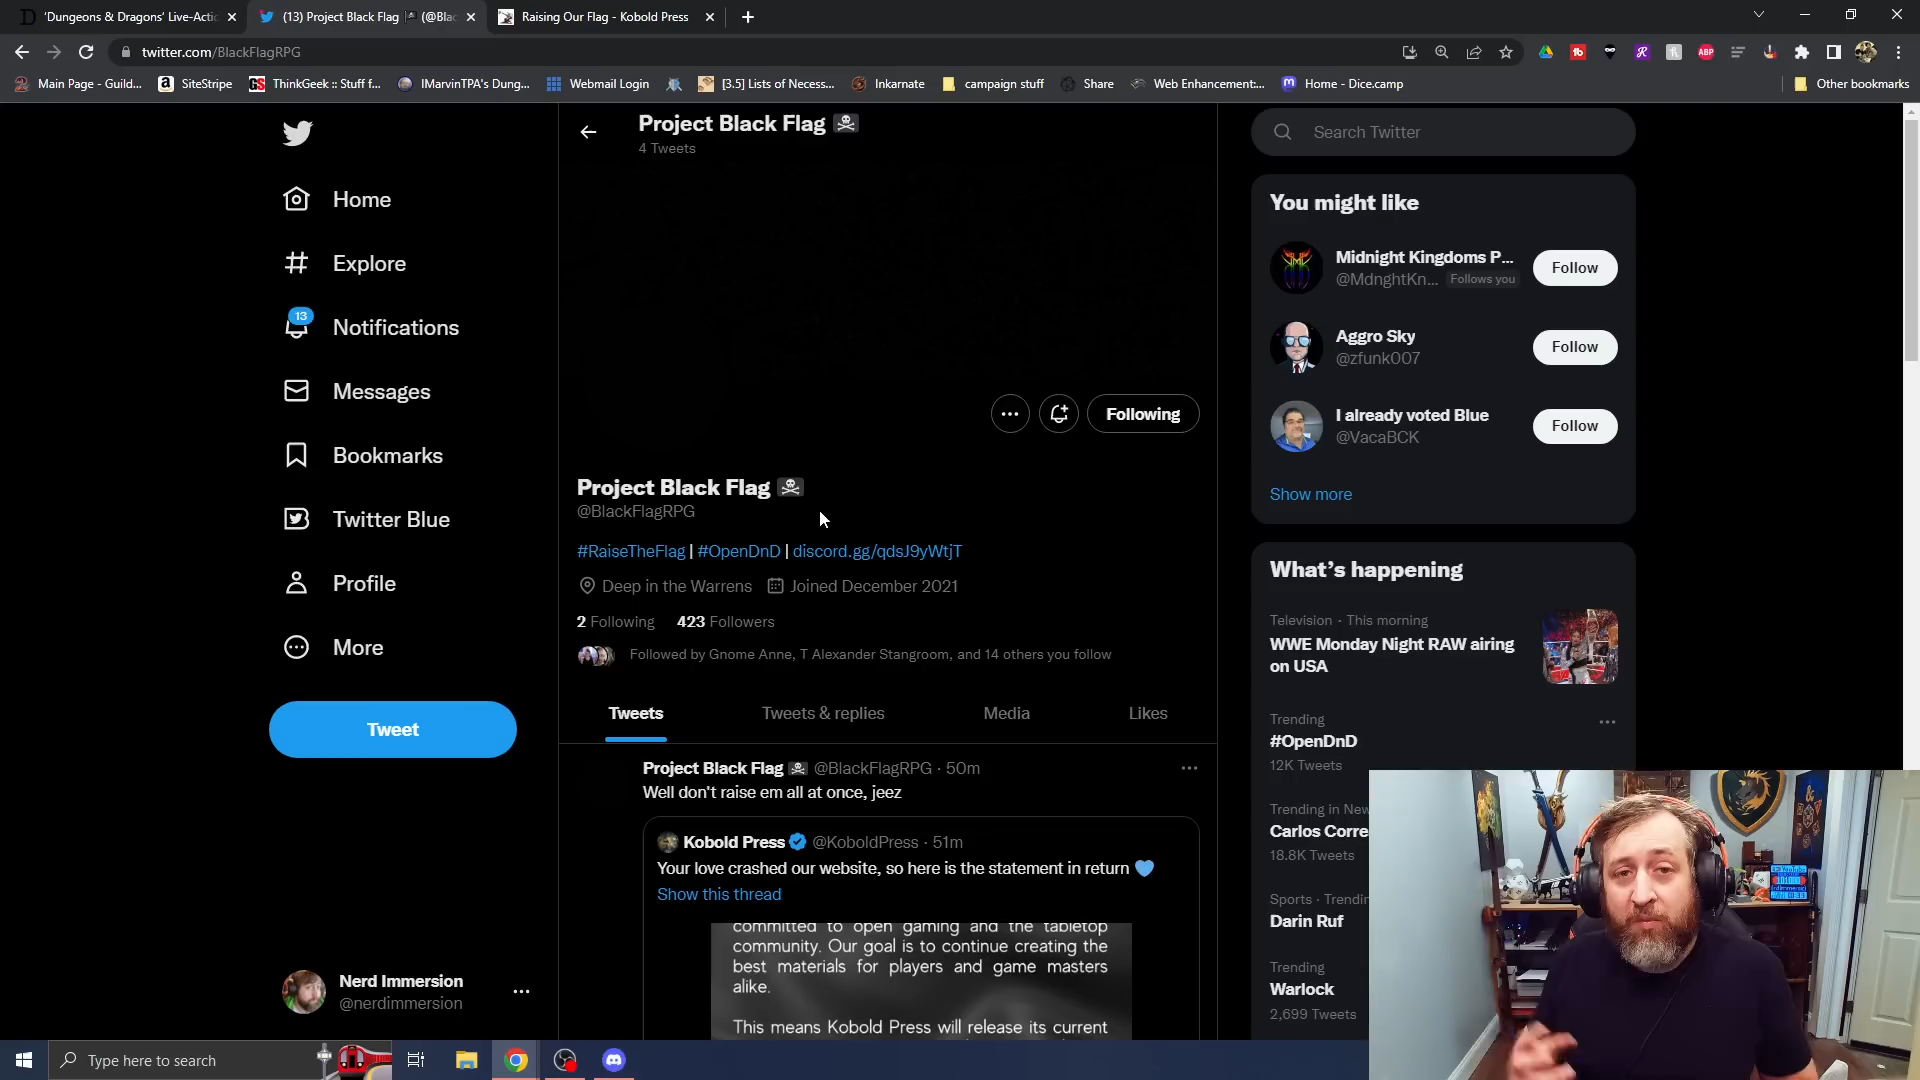 'Dungeons & Dragons' Live-Actic
(13) Project Black Flag (@Blac
Raising Our Flag - Kobold Press
twitter.com/BlackFlagRPG
Main Page - Guild...
SiteStripe
ThinkGeek :: Stuff f...
IMarvinTPA's Dung...
Webmail Login
[3.5] Lists of Necess...
Inkarnate
campaign stuff
Share
Web Enhancement:...
Home - Dice.camp
Other bookmarks
Home
Explore
13
Notifications
Messages
Bookmarks
Twitter Blue
Profile
More
Tweet
Nerd Immersion
@nerdimmersion
Project Black Flag
4 Tweets
Following
Project Black Flag
@BlackFlagRPG
#RaiseTheFlag | #OpenDnD | discord.gg/qdsJ9yWtjT
Deep in the Warrens Joined December 2021
2 Following 423 Followers
Followed by Gnome Anne, T Alexander Stangroom, and 14 others you follow
Tweets Tweets & replies Media Likes
Project Black Flag @BlackFlagRPG · 50m
Well don't raise em all at once, jeez
Kobold Press @KoboldPress · 51m
Your love crashed our website, so here is the statement in return
Show this thread
committed to open gaming and the tabletop
community. Our goal is to continue creating the
best materials for players and game masters
alike.
This means Kobold Press will release its current
Search Twitter
You might like
Midnight Kingdoms P...
@MdnghtKn... Follows you
Follow
Aggro Sky
@zfunk007
Follow
I already voted Blue
@VacaBCK
Follow
Show more
What's happening
Television · This morning
WWE Monday Night RAW airing
on USA
Trending
#OpenDnD
12K Tweets
Trending in New
Carlos Corre
18.8K Tweets
Sports · Trendin
Darin Ruf
Trending
Warlock
2,699 Tweets
Type here to search